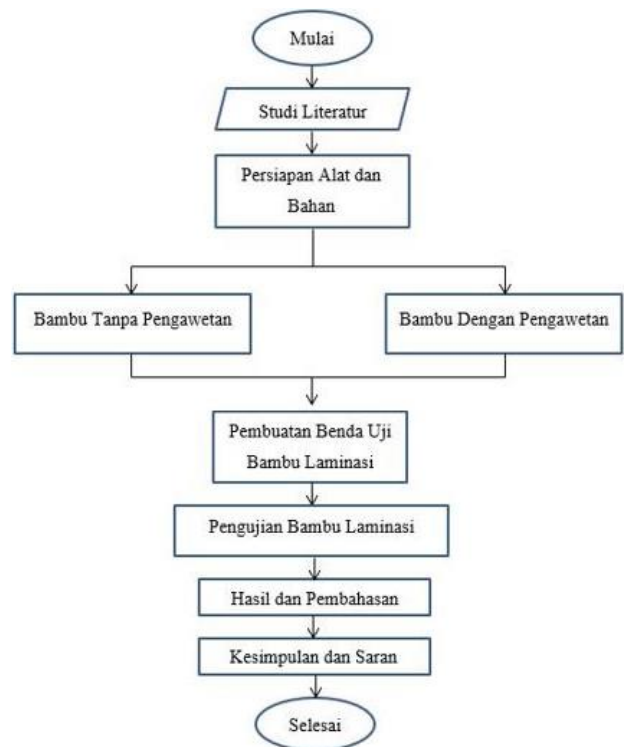 Mulai
Studi Literatur
Persiapan Alat dan
Bahan
Bambu Tanpa Pengawetan
Bambu Dengan Pengawetan
Pembuatan Benda Uji
Bambu Laminasi
Pengujian Bambu Laminasi
Hasil dan Pembahasan
Kesimpulan dan Saran
Selesai